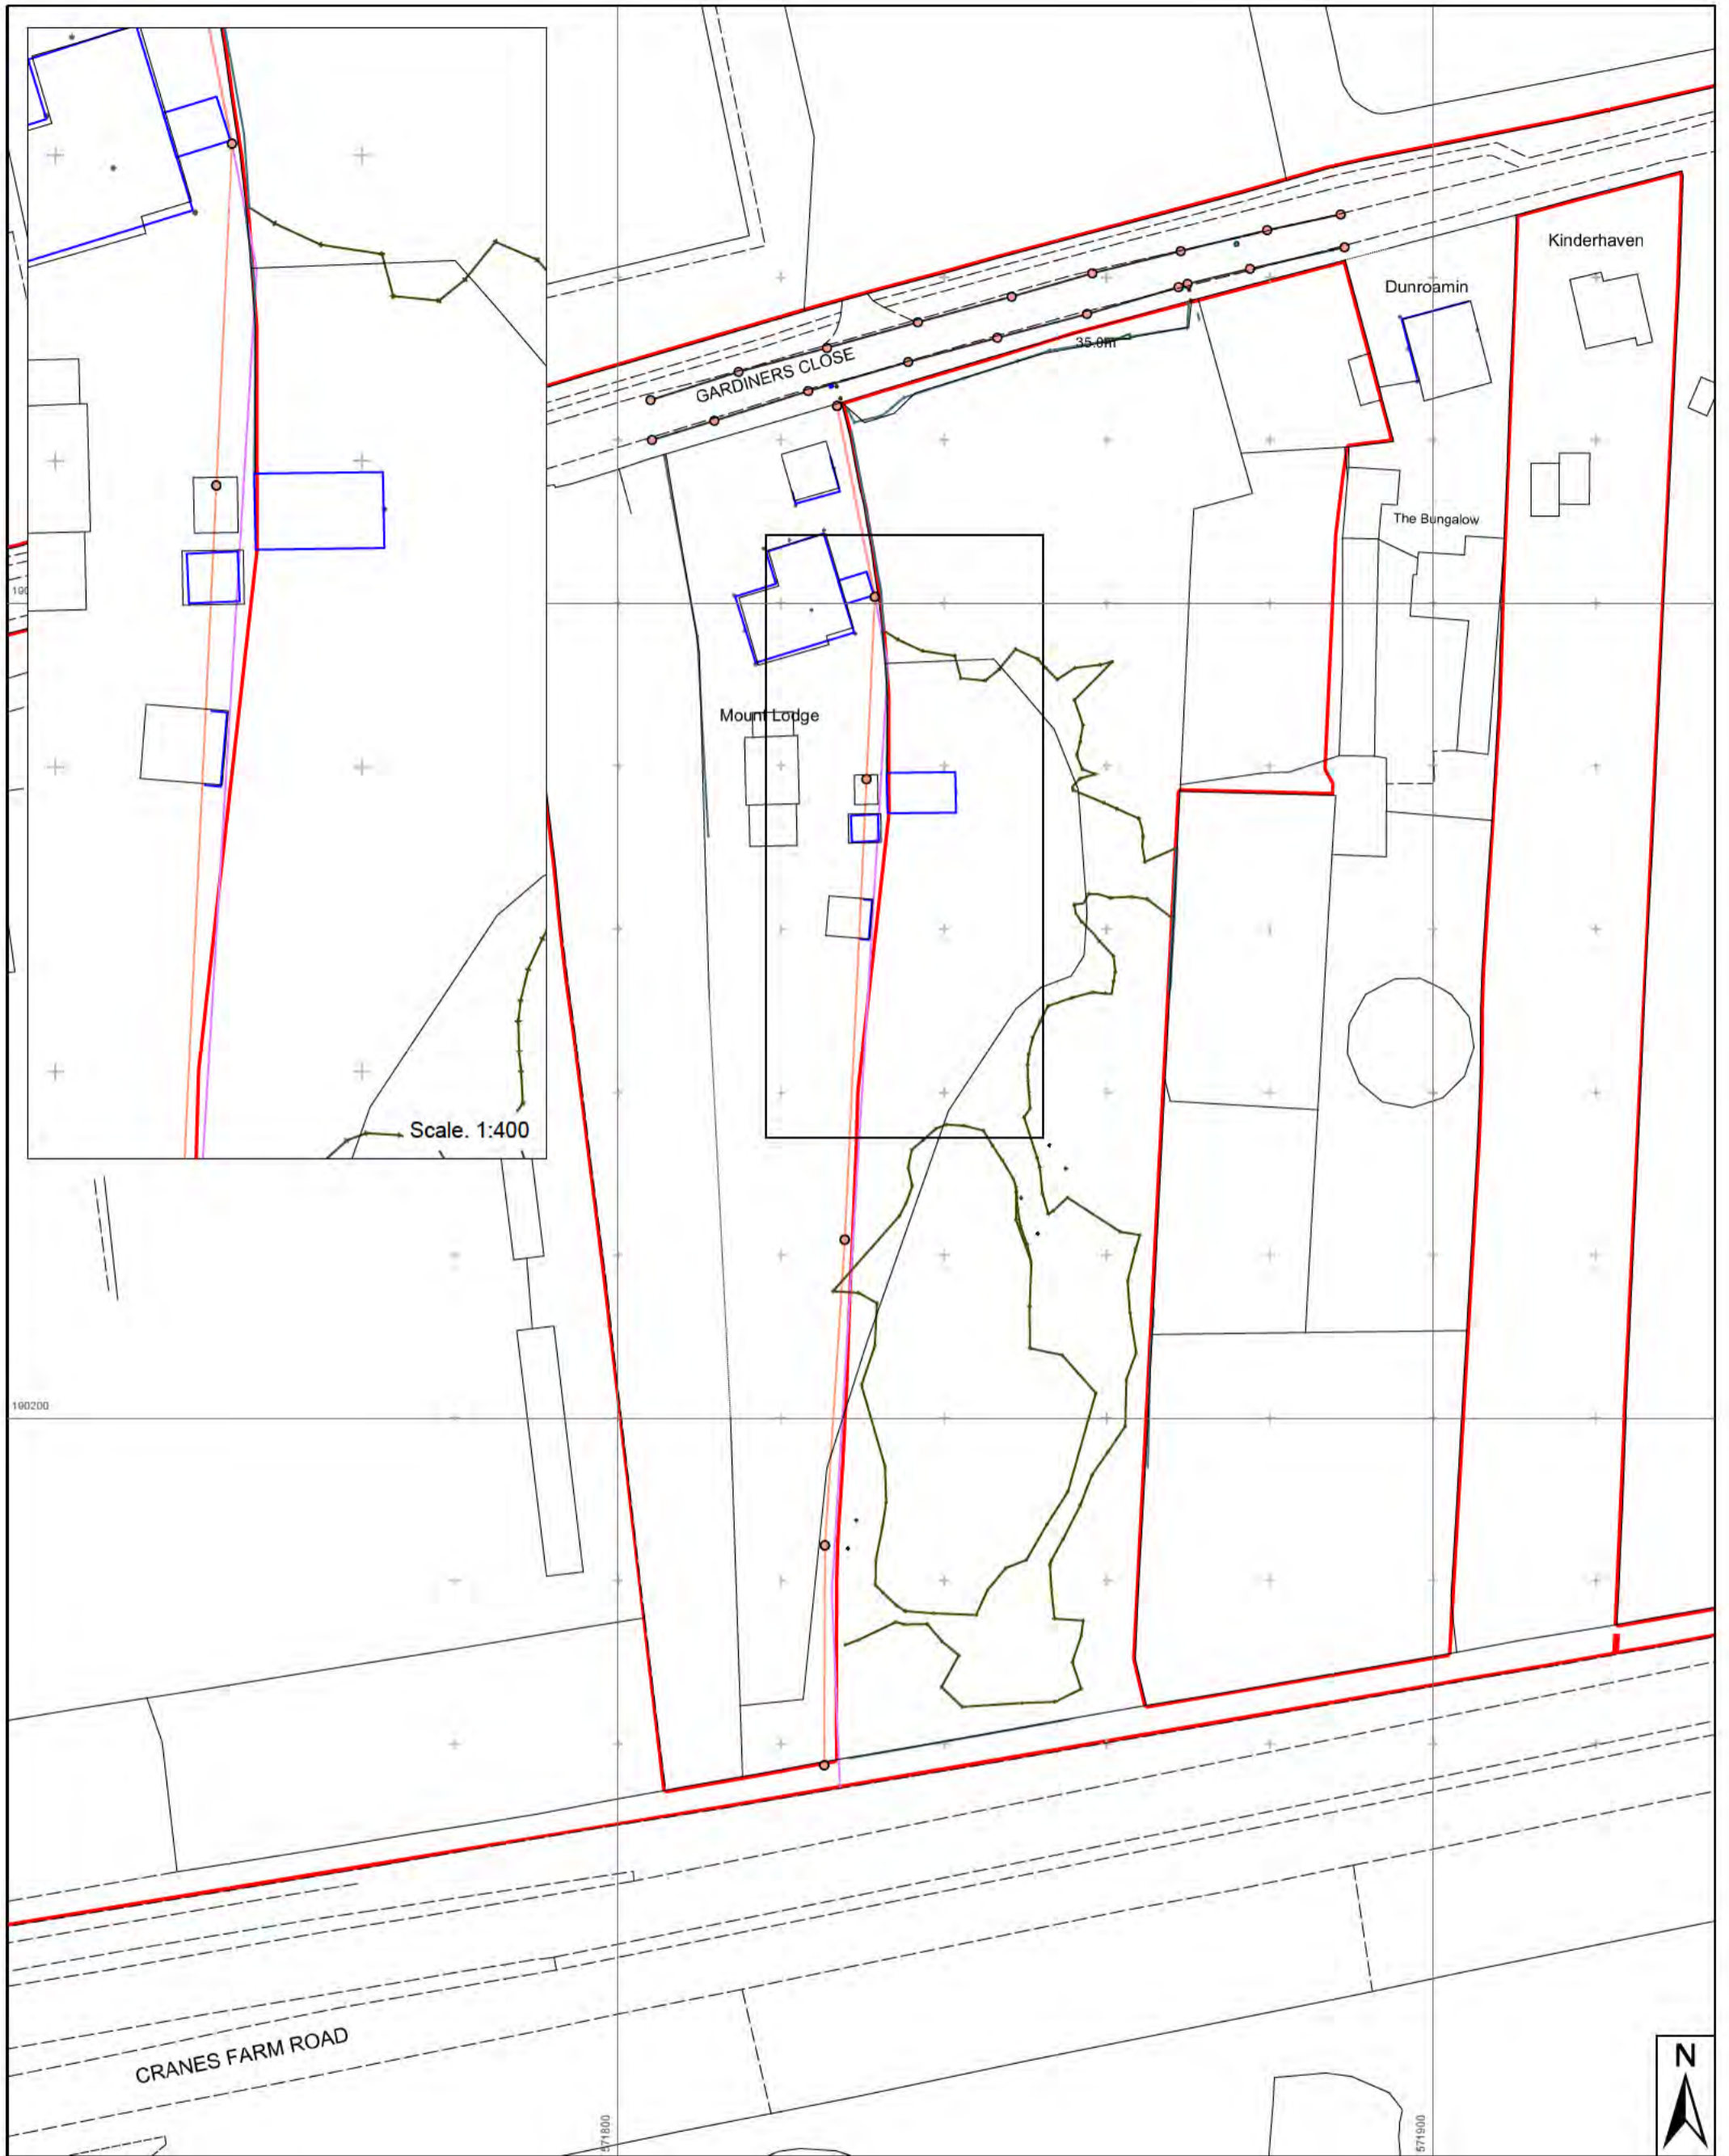 Kinderhaven
Dunroamin
35.0m
GARDINERS CLOSE
The Bungalow
190
Mount Lodge
Scale. 1:400
190200
CRANES FARM ROAD
N
571800
571900